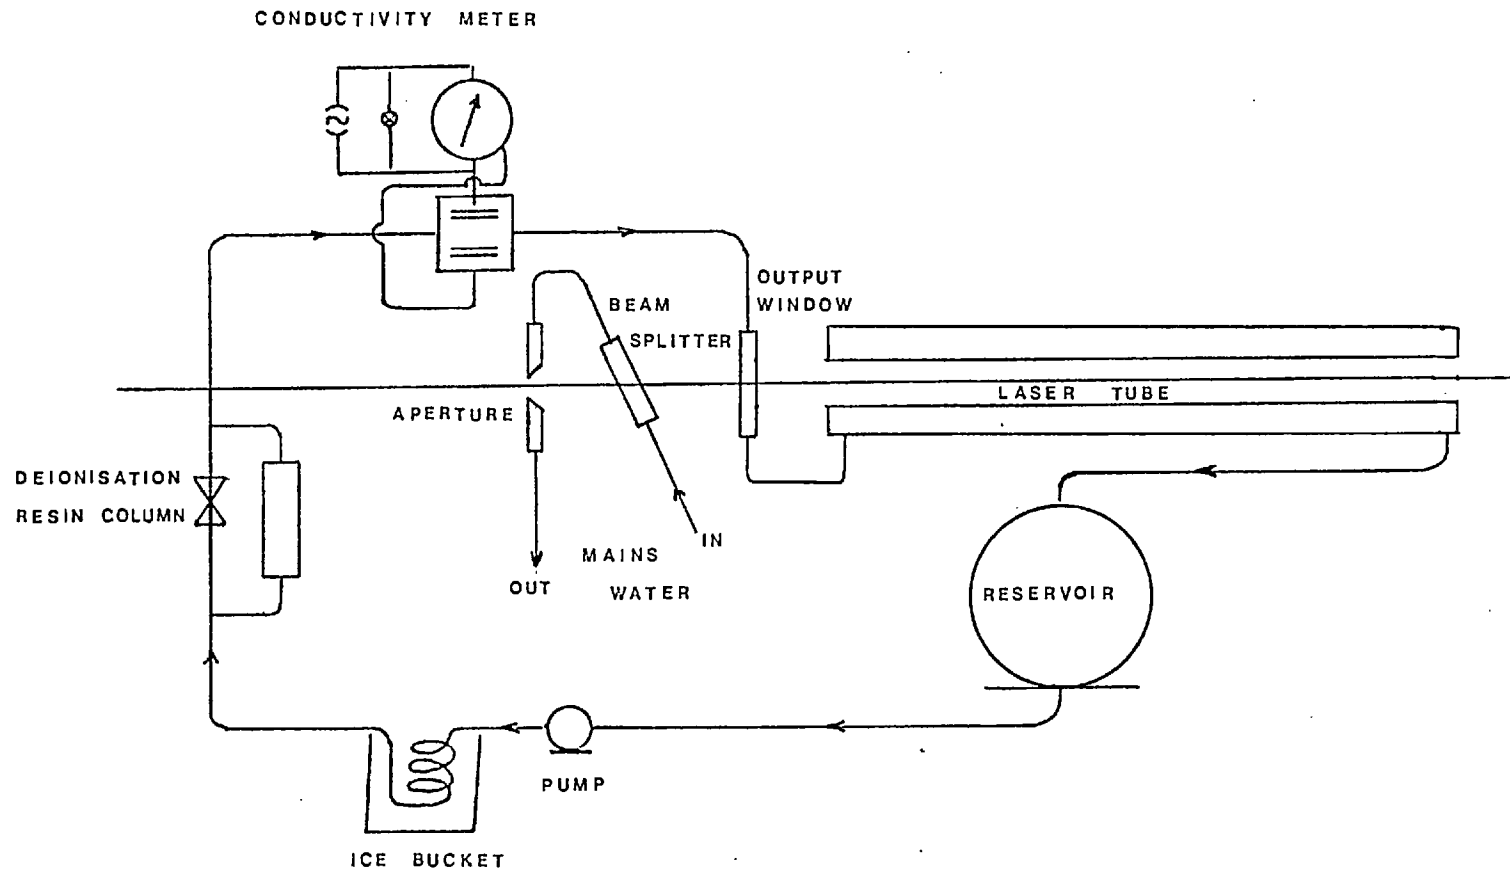 CONDUCTIVITY METER
OUTPUT
WINDOW
BEAM
SPLITTER
LASER TUBE
APERTURE
DEIONISATION
RESIN COLUMN
IN
MAINS
WATER
OUT
RESERVOIR
PUMP
ICE BUCKET